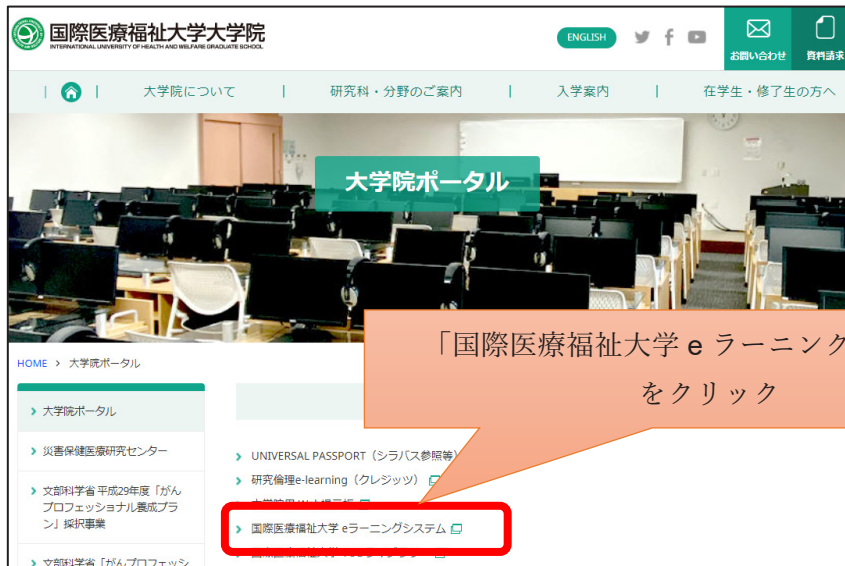 国際医療福祉大学大学院
INTERNATIONAL UNIVERSITY OF HEALTH AND WELFARE GRADUATE SCHOOL
ENGLISH
お問い合わせ
資料請求
大学院について
研究科・分野のご案内
入学案内
在学生・修了生の方へ
大学院ポータル
「国際医療福祉大学 e ラーニング
をクリック
HOME > 大学院ポータル
大学院ポータル
災害保健医療研究センター
文部科学省 平成29年度「がん
プロフェッショナル養成プラ
ン」採択事業
文部科学省「がんプロフェッシ
UNIVERSAL PASSPORT（シラバス参照等）
研究倫理e-learning（クレジッツ）
国際医療福祉大学 eラーニングシステム